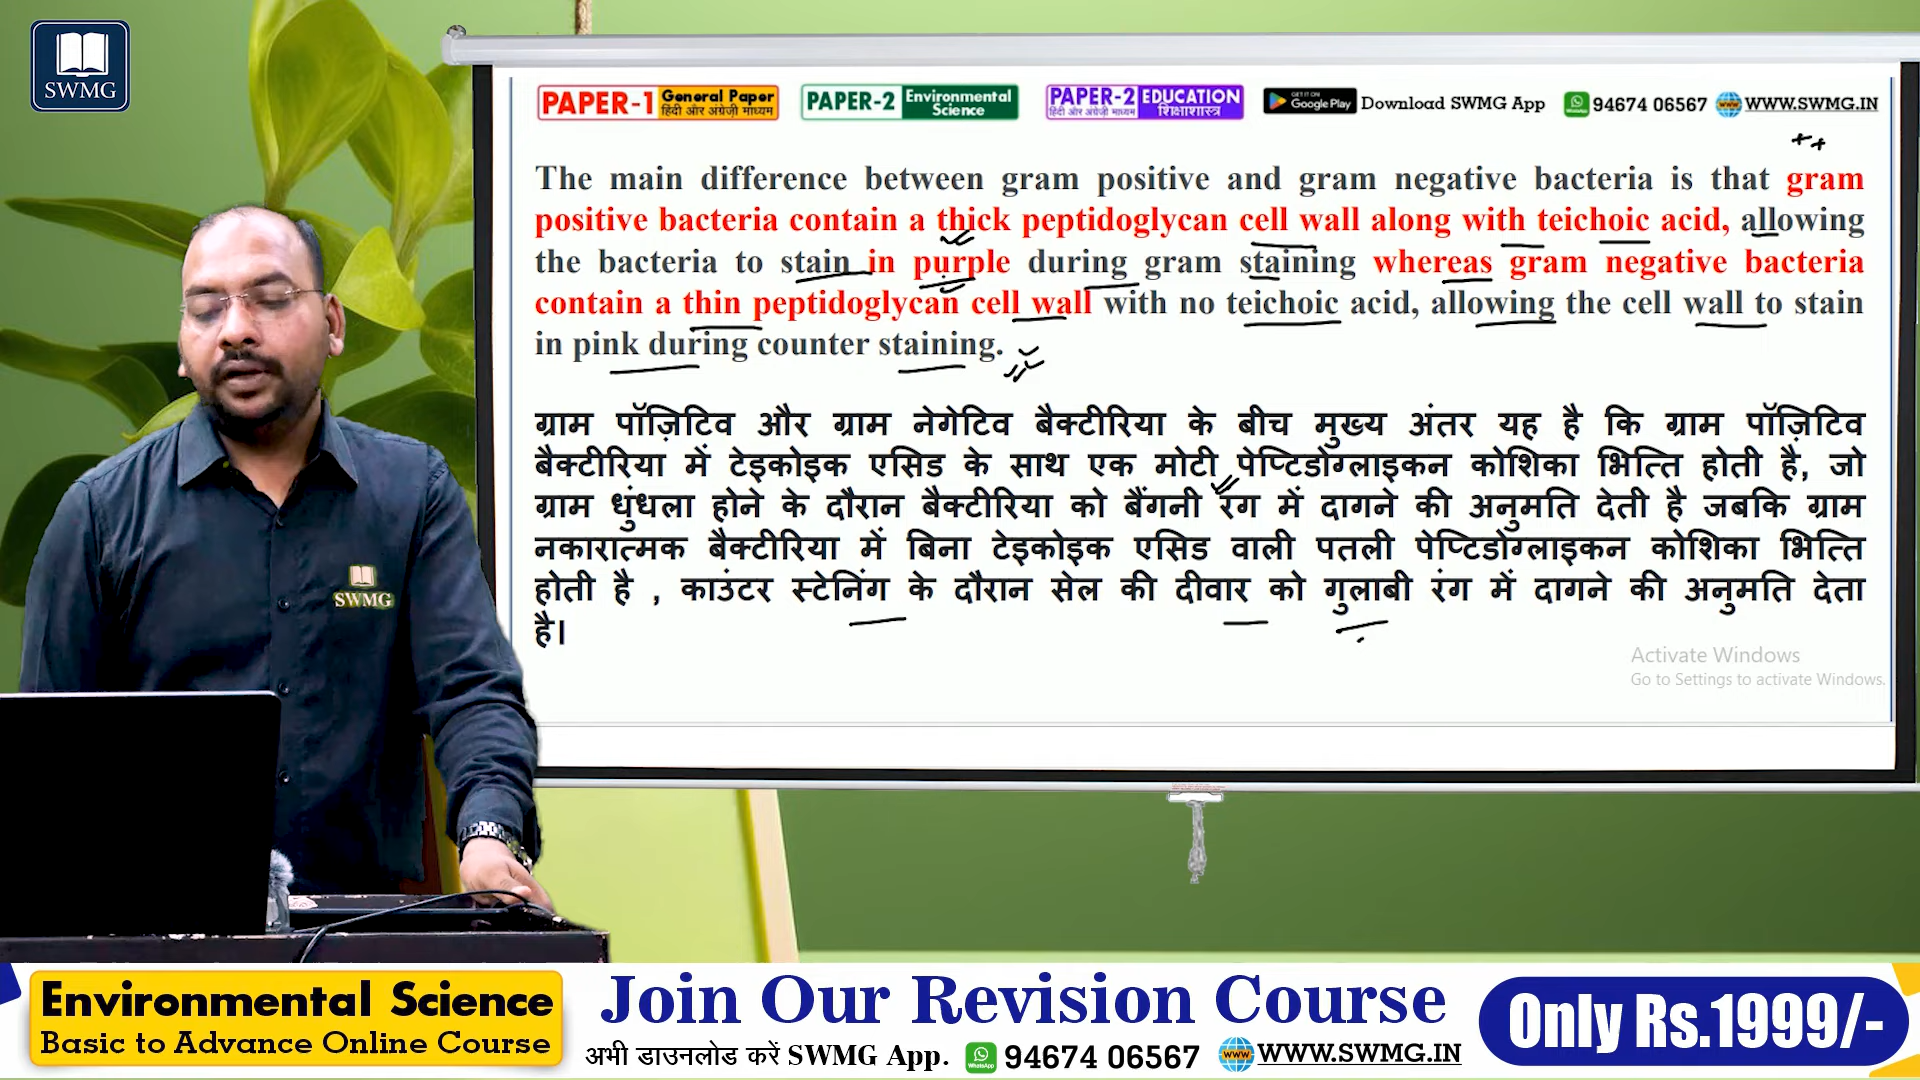 SWMG
PAPER-1 General Paper हिंदी और अंग्रेज़ी माध्यम
PAPER-2 Environmental Science
PAPER-2 हिंदी और अंग्रेज़ी माध्यम EDUCATION शिक्षाशास्त्र
GET IT ON Google Play Download SWMG App
94674 06567 WWW.SWMG.IN
The main difference between gram positive and gram negative bacteria is that gram
positive bacteria contain a thick peptidoglycan cell wall along with teichoic acid, allowing
the bacteria to stain in purple during gram staining whereas gram negative bacteria
contain a thin peptidoglycan cell wall with no teichoic acid, allowing the cell wall to stain
in pink during counter staining.
ग्राम पॉज़िटिव और ग्राम नेगेटिव बैक्टीरिया के बीच मुख्य अंतर यह है कि ग्राम पॉज़िटिव
बैक्टीरिया में टेइकोइक एसिड के साथ एक मोटी पेप्टिडोग्लाइकन कोशिका भित्ति होती है, जो
ग्राम धुंधला होने के दौरान बैक्टीरिया को बैंगनी रंग में दागने की अनुमति देती है जबकि ग्राम
नकारात्मक बैक्टीरिया में बिना टेइकोइक एसिड वाली पतली पेप्टिडोग्लाइकन कोशिका भित्ति
होती है , काउंटर स्टेनिंग के दौरान सेल की दीवार को गुलाबी रंग में दागने की अनुमति देता
है।
Activate Windows
Go to Settings to activate Windows.
SWMG
Environmental Science
Basic to Advance Online Course
Join Our Revision Course
अभी डाउनलोड करें SWMG App. WhatsApp 94674 06567 www WWW.SWMG.IN
Only Rs.1999/-